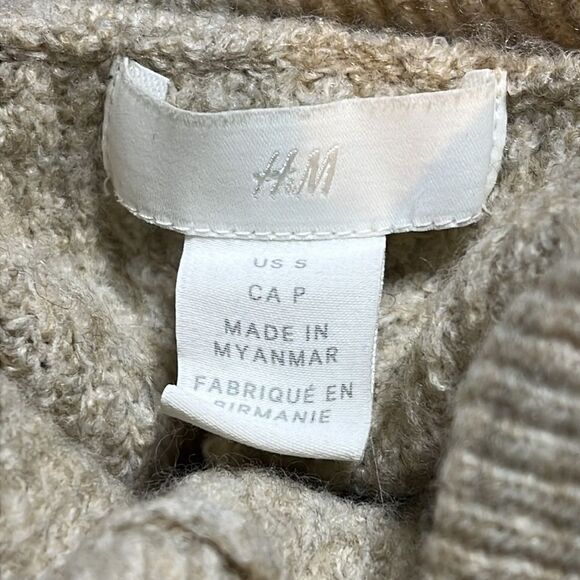 H&M
US S
CA P
MADE IN
MYANMAR
FABRIQUÉ EN
BIRMANIE